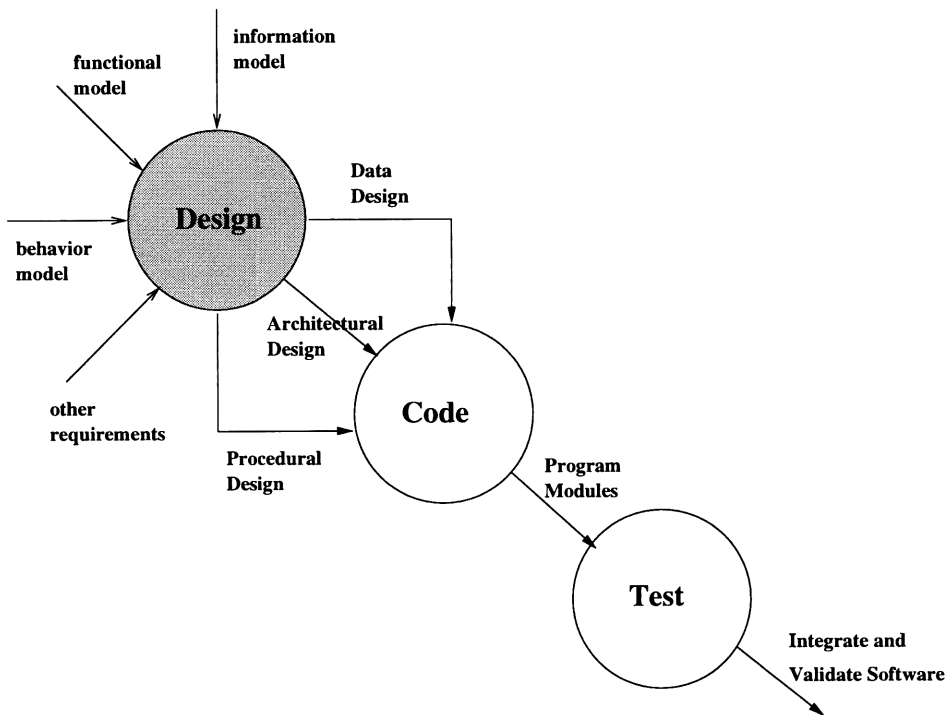 information
model
functional
model
Data
Design
Design
behavior
model
Architectural
Design
other
requirements
Code
Procedural
Design
Program
Modules
Test
Integrate and
Validate Software